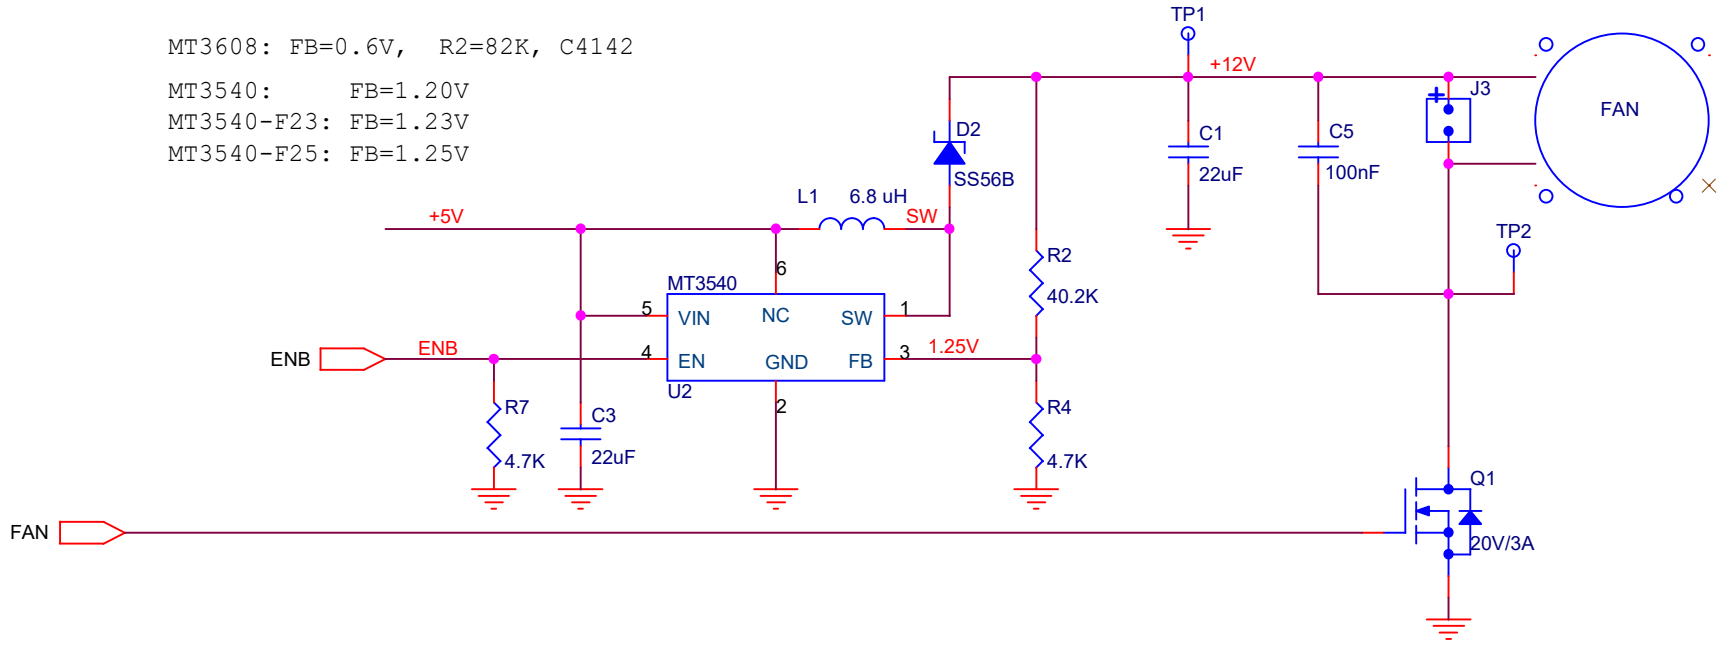 MT3608: FB=0.6V, R2=82K, C4142
MT3540: FB=1.20V
MT3540-F23: FB=1.23V
MT3540-F25: FB=1.25V
TP1
+12V
J3
+
FAN
D2
SS56B
C1
22uF
C5
100nF
L1 6.8 uH
+5V
SW
TP2
R2
40.2K
MT3540
6
5 VIN NC SW 1
ENB ENB 4 EN GND FB 3 1.25V
U2
2
R7
4.7K
C3
22uF
R4
4.7K
Q1
20V/3A
FAN